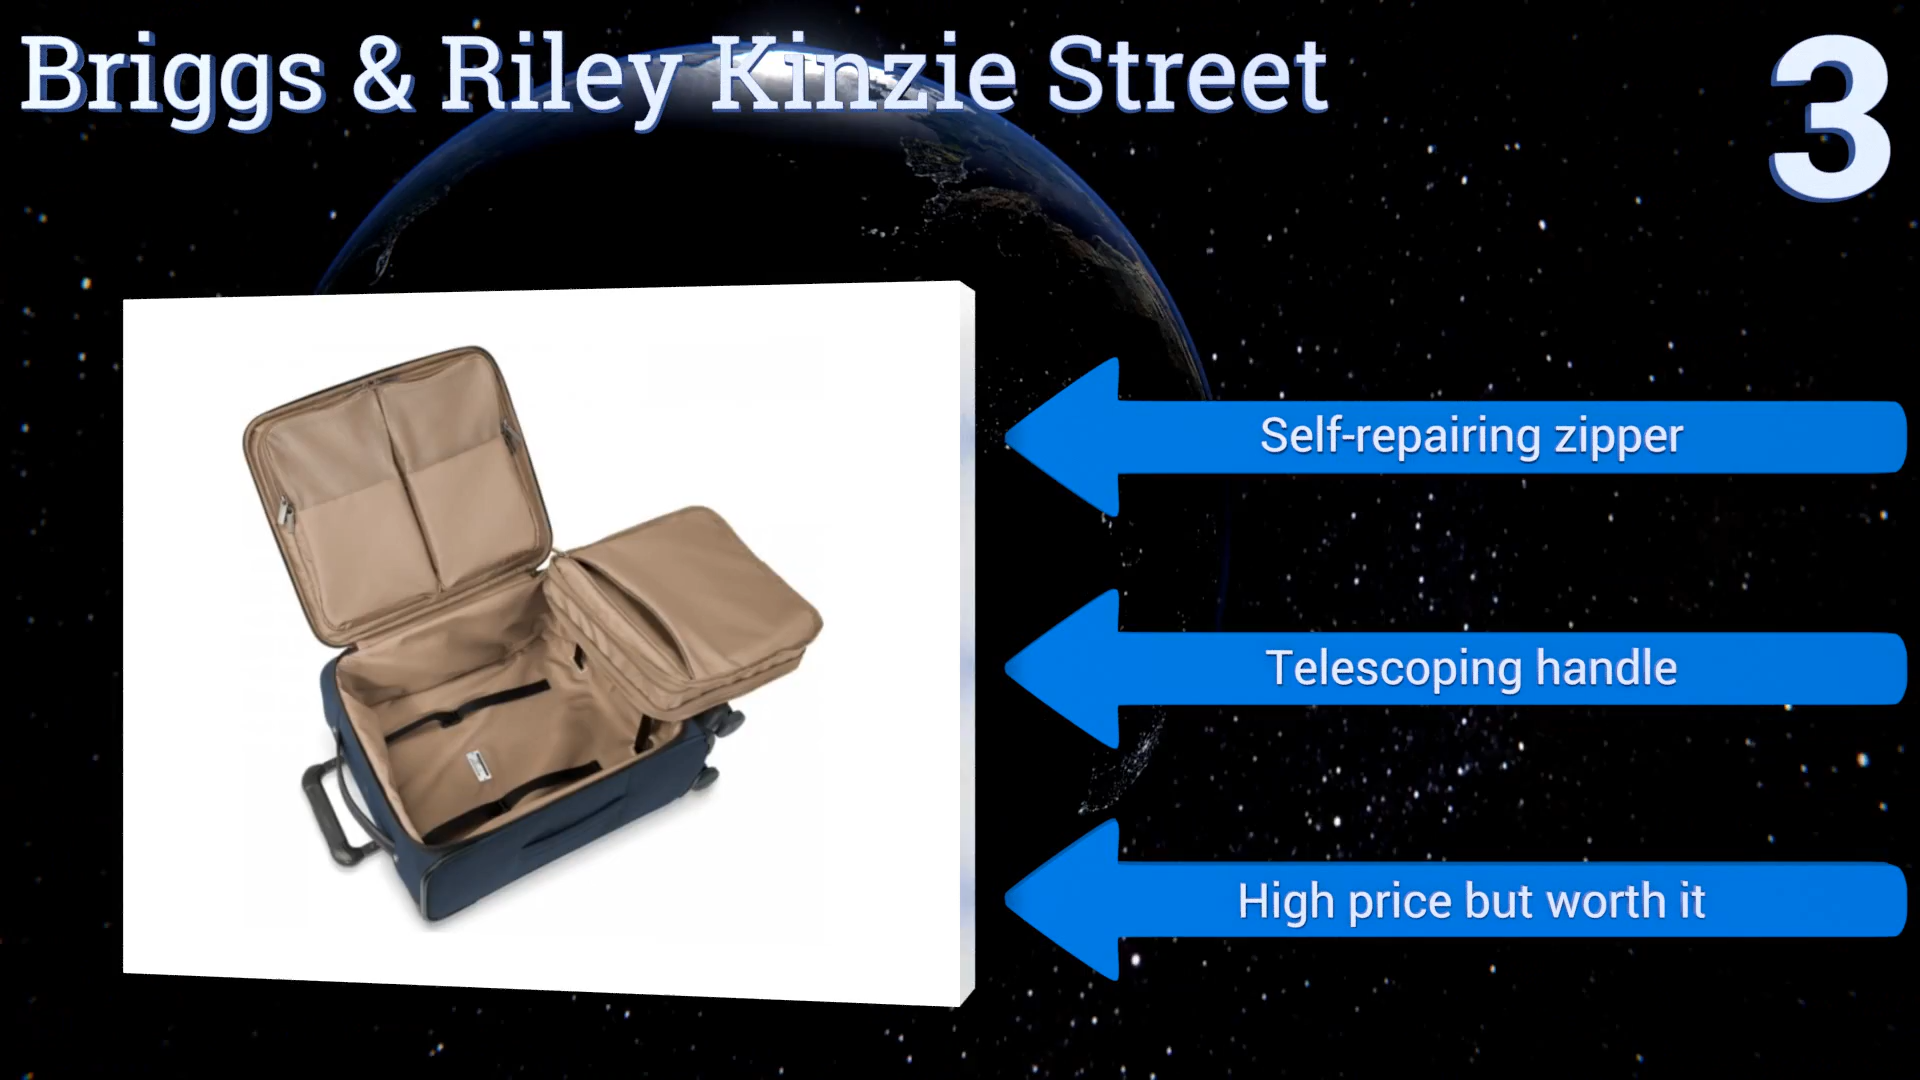 Briggs & Riley Kinzie Street
3
Self-repairing zipper
Telescoping handle
High price but worth it